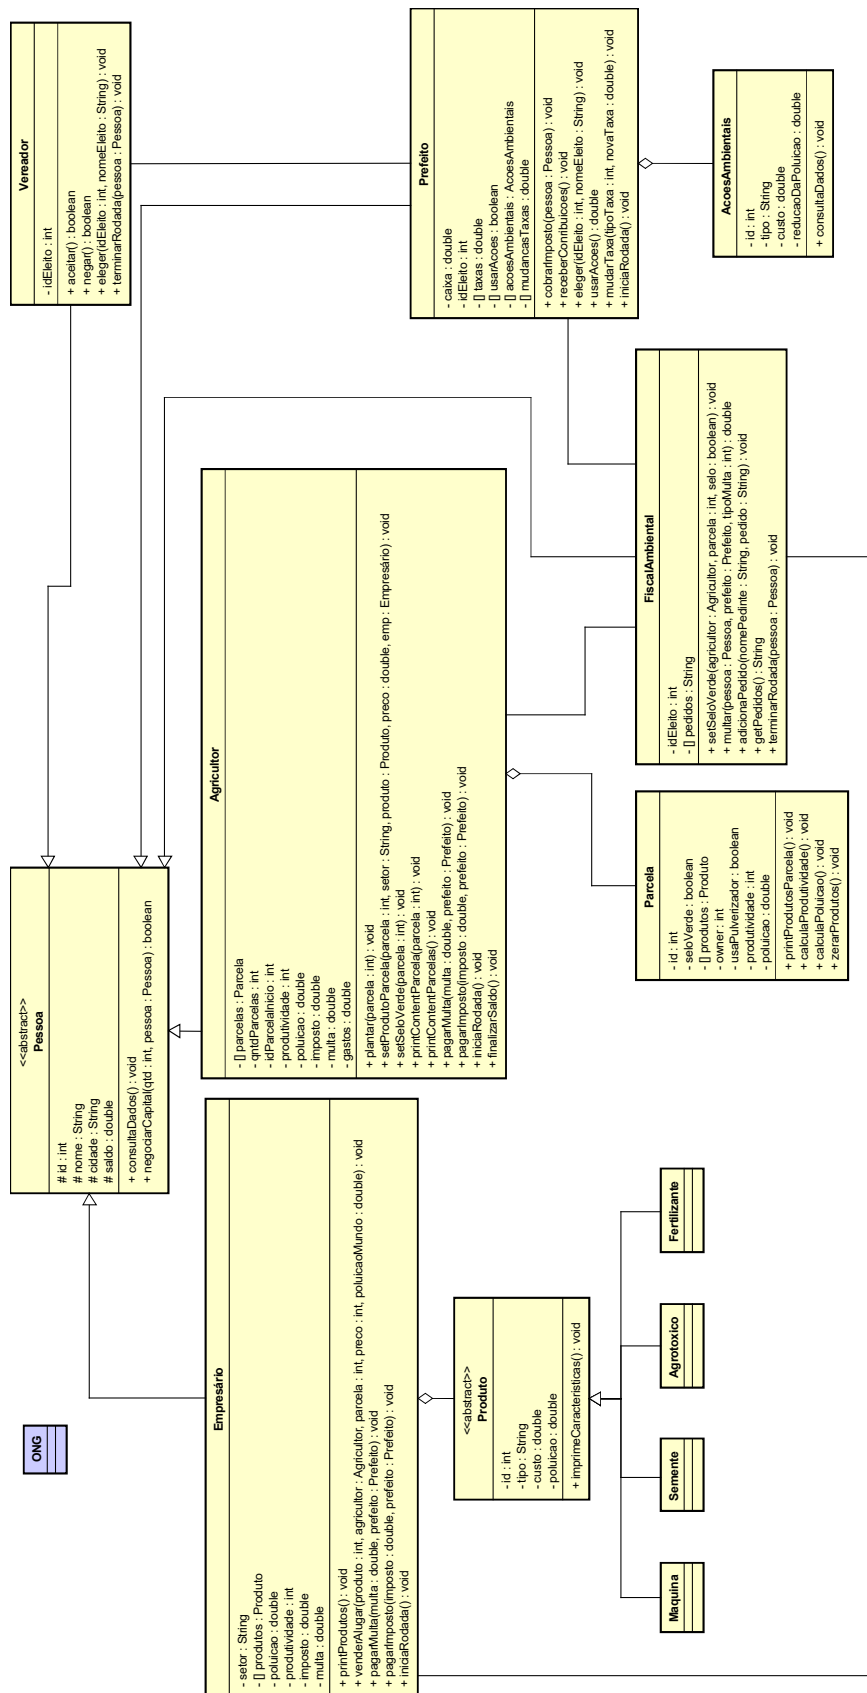 ONG
<<abstract>>
Pessoa
# id : int
# nome : String
# cidade : String
# saldo : double
+ consultaDados() : void
+ negociarCapital(qtd : int, pessoa : Pessoa) : boolean
Vereador
- idEleito : int
+ aceitar() : boolean
+ negar() : boolean
+ eleger(idEleito : int, nomeEleito : String) : void
+ terminarRodada(pessoa : Pessoa) : void
Empresário
- setor : String
- [] produtos : Produto
- poluicao : double
- produtividade : int
- imposto : double
- multa : double
+ printProdutos() : void
+ venderAlugar(produto : int, agricultor : Agricultor, parcela : int, preco : int, poluicaoMundo : double) : void
+ pagarMulta(multa : double, prefeito : Prefeito) : void
+ pagarImposto(imposto : double, prefeito : Prefeito) : void
+ iniciaRodada() : void
Agricultor
- [] parcelas : Parcela
- qntdParcelas : int
- idParcelaInicio : int
- produtividade : int
- poluicao : double
- imposto : double
- multa : double
- gastos : double
+ plantar(parcela : int) : void
+ setProdutoParcela(parcela : int, setor : String, produto : Produto, preco : double, emp : Empresário) : void
+ setSeloVerde(parcela : int) : void
+ printContentParcela(parcela : int) : void
+ printContentParcelas() : void
+ pagarMulta(multa : double, prefeito : Prefeito) : void
+ pagarImposto(imposto : double, prefeito : Prefeito) : void
+ iniciaRodada() : void
+ finalizarSaldo() : void
Prefeito
- caixa : double
- idEleito : int
- [] taxas : double
- [] usarAcoes : boolean
- [] acoesAmbientais : AcoesAmbientais
- [] mudancasTaxas : double
+ cobrarImposto(pessoa : Pessoa) : void
+ receberContribuicoes() : void
+ eleger(idEleito : int, nomeEleito : String) : void
+ usarAcoes() : double
+ mudarTaxa(tipoTaxa : int, novaTaxa : double) : void
+ iniciaRodada() : void
<<abstract>>
Produto
- id : int
- tipo : String
- custo : double
- poluicao : double
+ imprimeCaracteristicas() : void
Parcela
- id : int
- seloVerde : boolean
- [] produtos : Produto
- owner : int
- usaPulverizador : boolean
- produtividade : int
- poluicao : double
+ printProdutosParcela() : void
+ calculaProdutividade() : void
+ calculaPoluicao() : void
+ zerarProdutos() : void
FiscalAmbiental
- idEleito : int
- [] pedidos : String
+ setSeloVerde(agricultor : Agricultor, parcela : int, selo : boolean) : void
+ multar(pessoa : Pessoa, prefeito : Prefeito, tipoMulta : int) : double
+ adicionaPedido(nomePedinte : String, pedido : String) : void
+ getPedidos() : String
+ terminarRodada(pessoa : Pessoa) : void
AcoesAmbientais
- id : int
- tipo : String
- custo : double
- reducaoDaPoluicao : double
+ consultaDados() : void
Maquina
Semente
Agrotoxico
Fertilizante